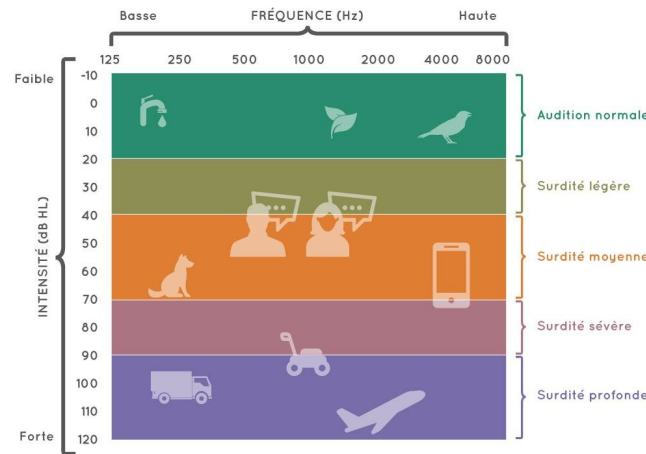 Basse FRÉQUENCE (Hz) Haute
125 250 500 1000 2000 4000 8000
Faible
INTENSITÉ (dB HL)
Forte
-10
0
10
20
30
40
50
60
70
80
90
100
110
120
Audition normale
Surdité légère
Surdité moyenne
Surdité sévère
Surdité profonde